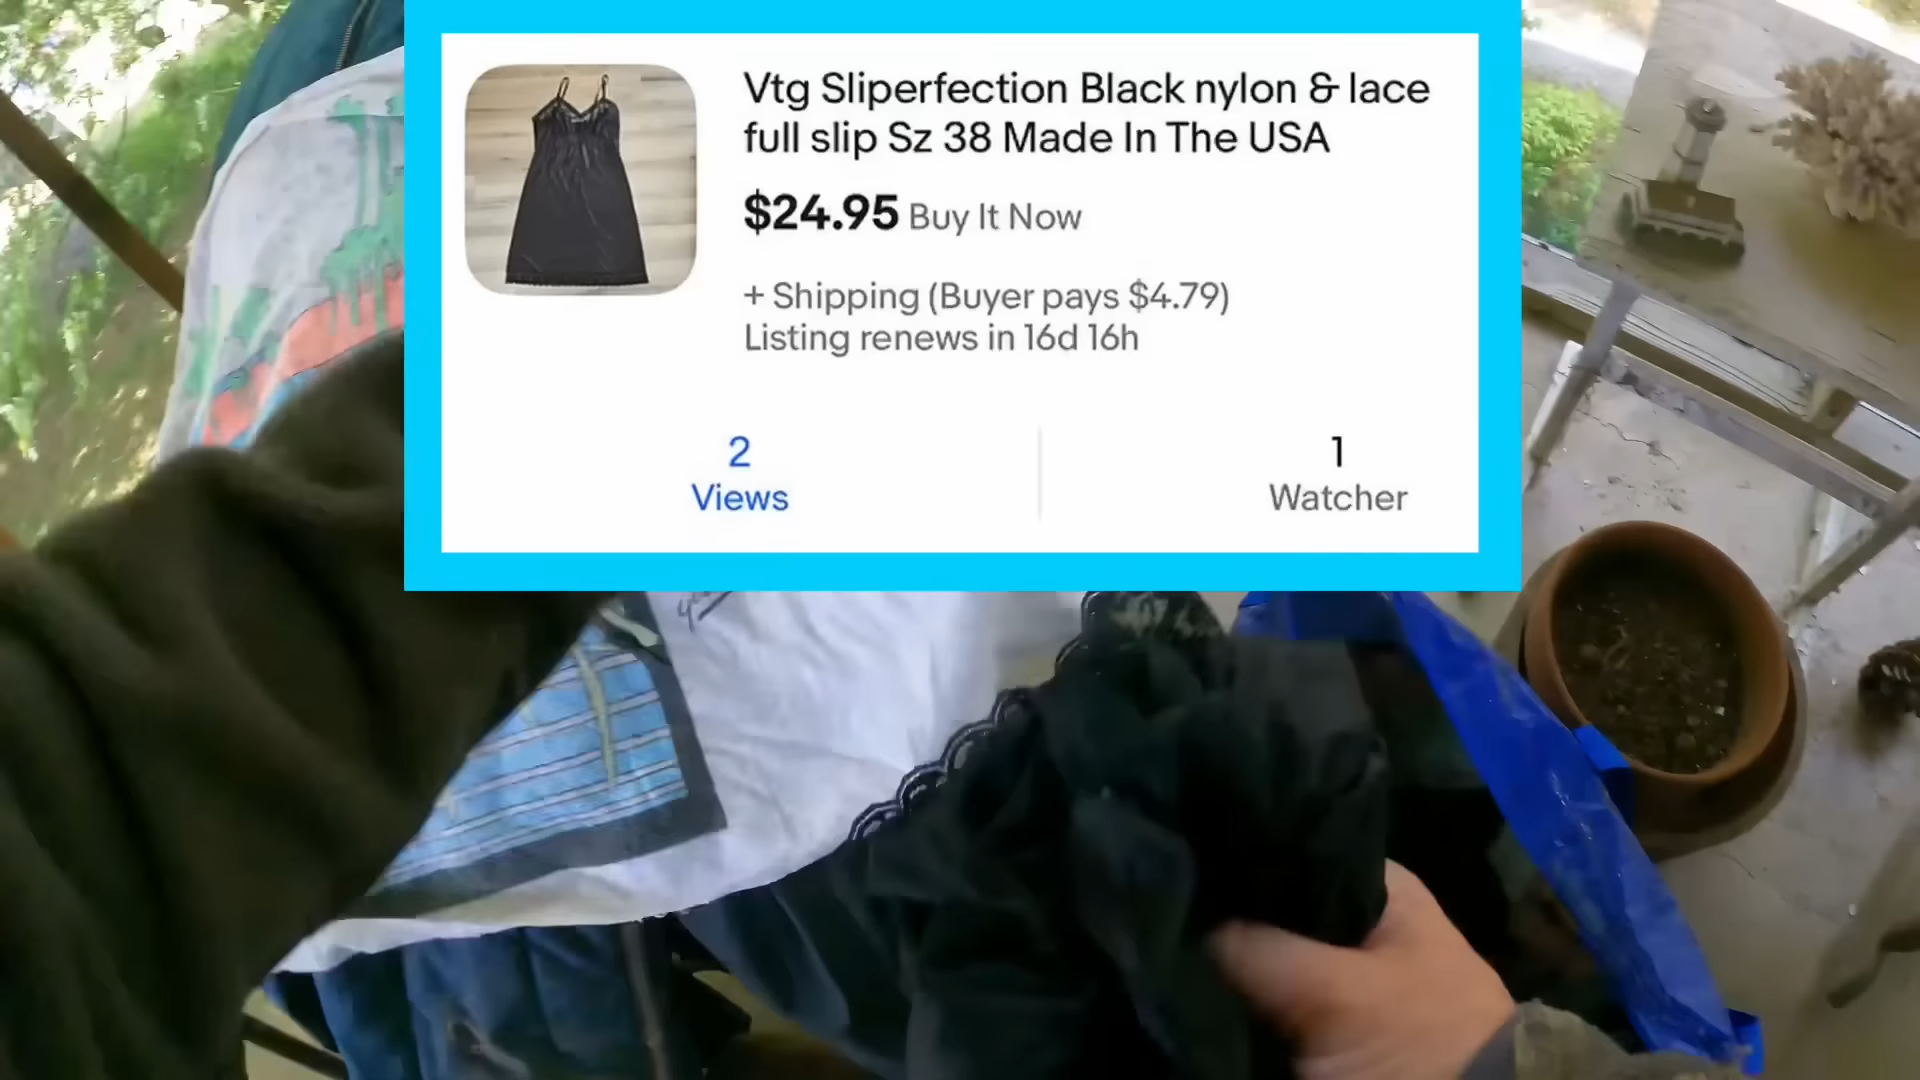 Vtg Sliperfection Black nylon & lace
full slip Sz 38 Made In The USA
$24.95 Buy It Now
+ Shipping (Buyer pays $4.79)
Listing renews in 16d 16h
2
Views
1
Watcher